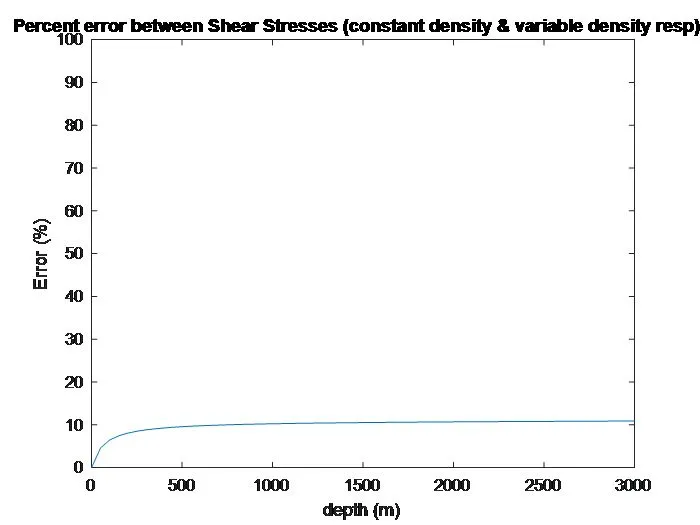 Percent error between Shear Stresses (constant density & variable density resp)
100
90
80
70
60
50
40
30
20
10
0
Error (%)
0 500 1000 1500 2000 2500 3000
depth (m)